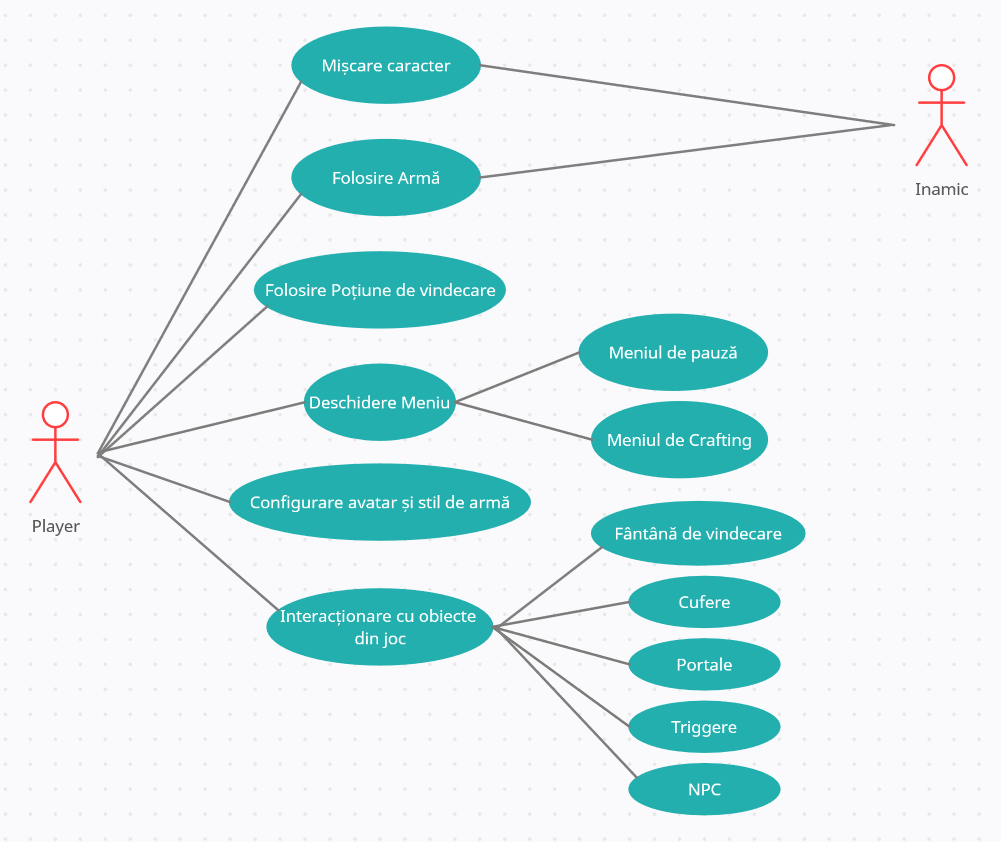 Mișcare caracter
Inamic
Folosire Armă
Folosire Poțiune de vindecare
Meniul de pauză
Deschidere Meniu
Meniul de Crafting
Player
Configurare avatar și stil de armă
Fântână de vindecare
Cufere
Interacționare cu obiecte
din joc
Portale
Triggere
NPC